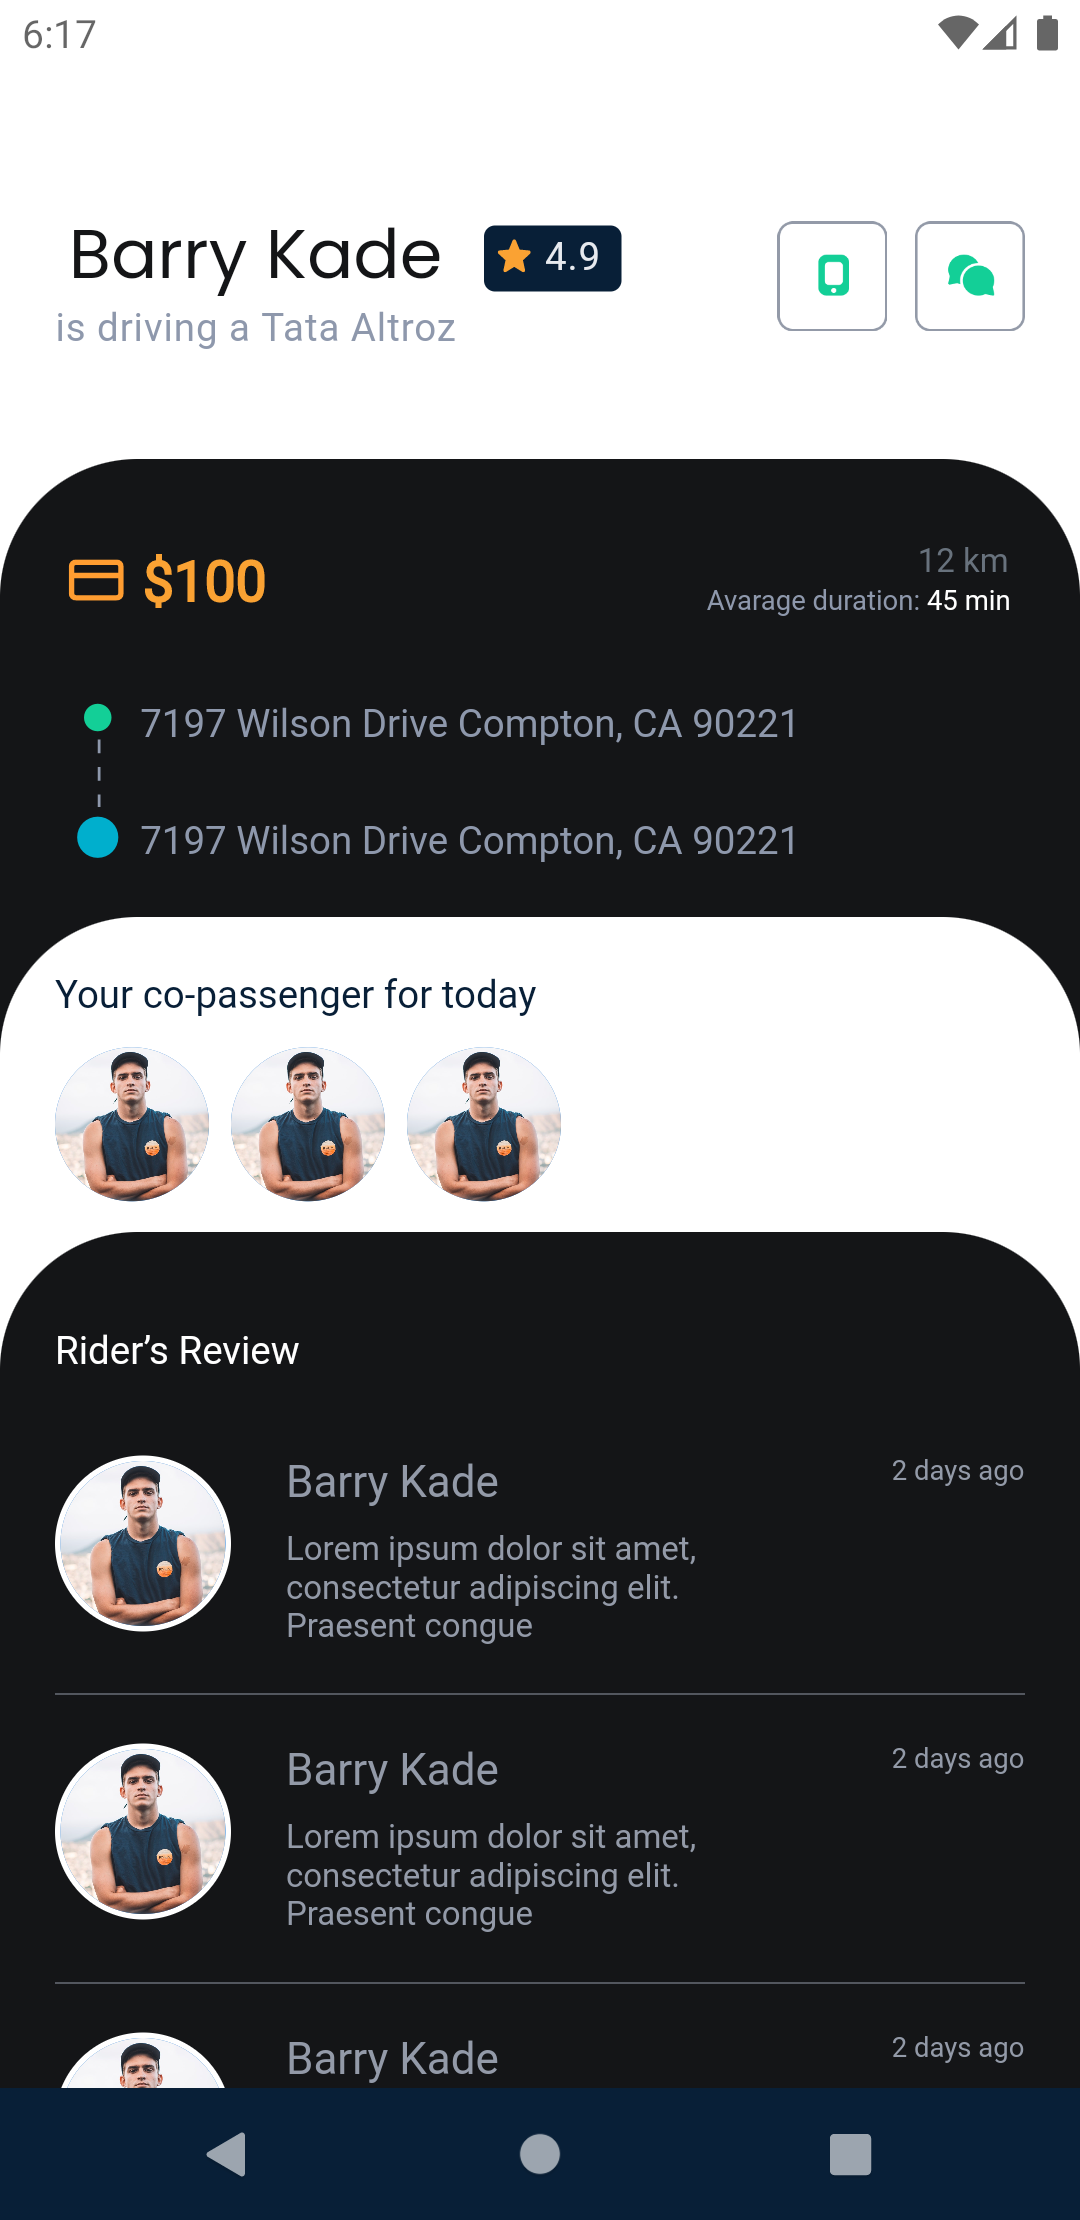 6:17
Barry Kade
4.9
is driving a Tata Altroz
$100
12 km
Avarage duration: 45 min
7197 Wilson Drive Compton, CA 90221
7197 Wilson Drive Compton, CA 90221
Your co-passenger for today
Rider’s Review
Barry Kade
2 days ago
Lorem ipsum dolor sit amet,
consectetur adipiscing elit.
Praesent congue
Barry Kade
2 days ago
Lorem ipsum dolor sit amet,
consectetur adipiscing elit.
Praesent congue
Barry Kade
2 days ago